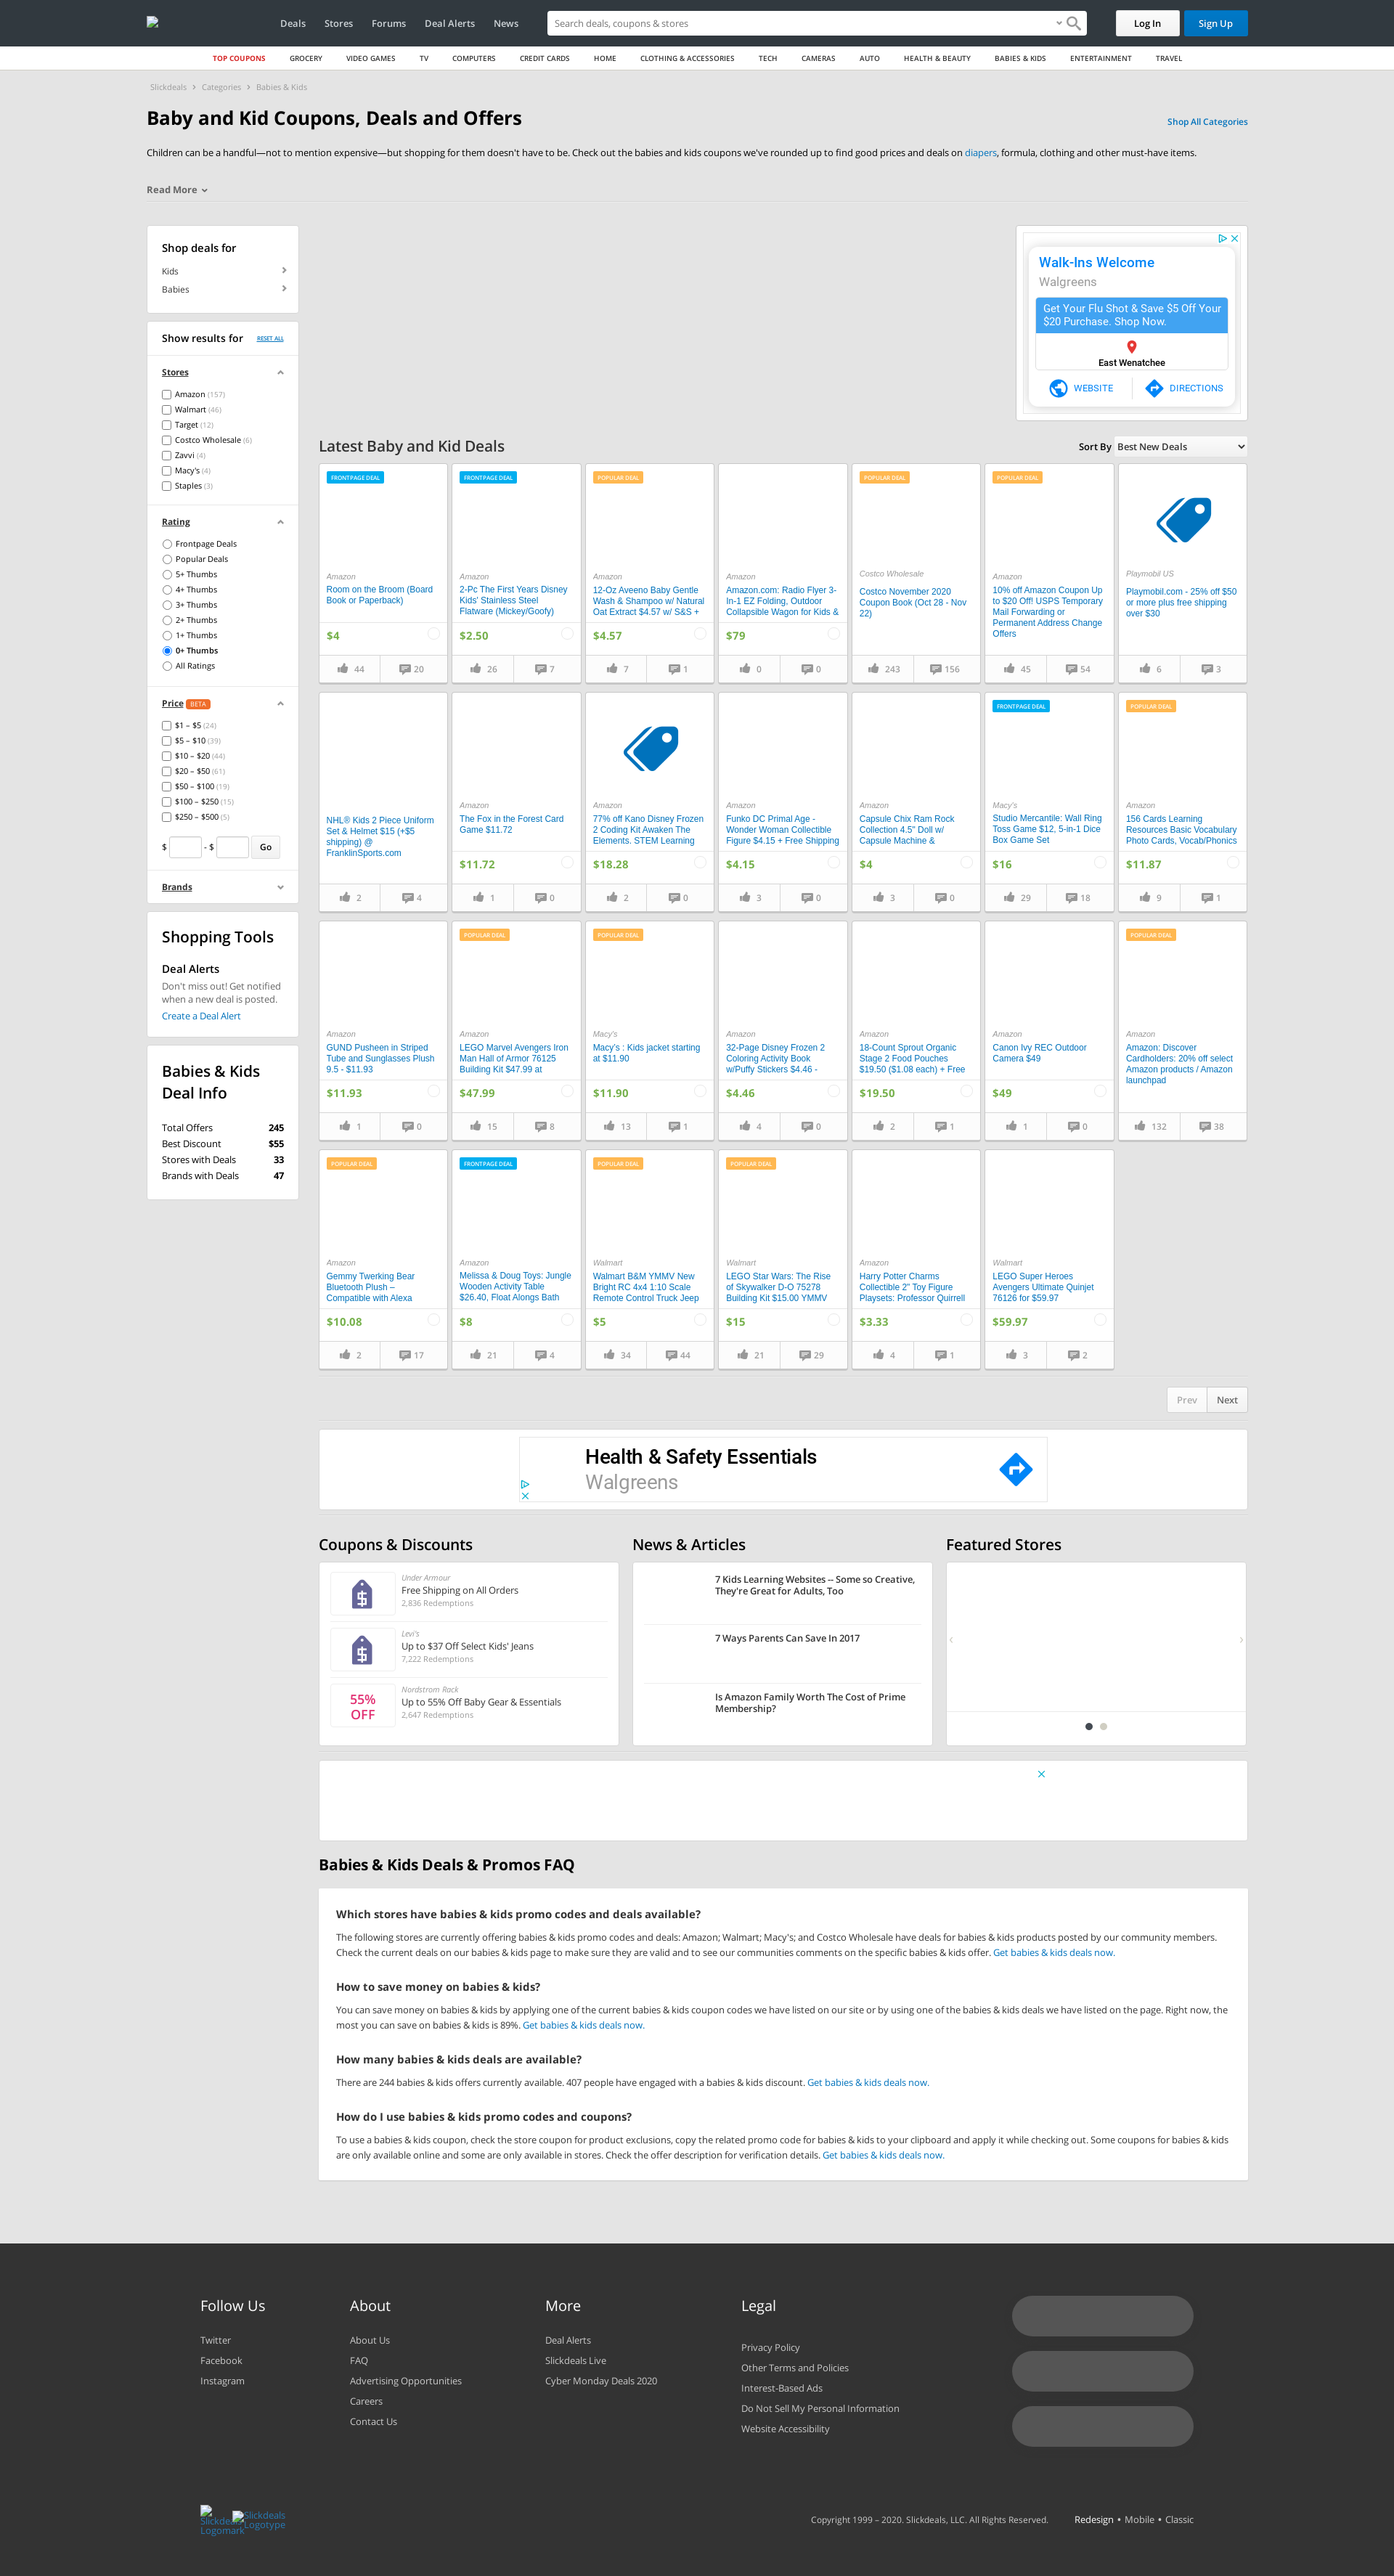 Deals Stores Forums Deal Alerts News
Search deals, coupons & stores
Log In
Sign Up
TOP COUPONS GROCERY VIDEO GAMES TV COMPUTERS CREDIT CARDS HOME CLOTHING & ACCESSORIES TECH CAMERAS AUTO HEALTH & BEAUTY BABIES & KIDS ENTERTAINMENT TRAVEL
Slickdeals › Categories › Babies & Kids
Baby and Kid Coupons, Deals and Offers
Shop All Categories
Children can be a handful—not to mention expensive—but shopping for them doesn't have to be. Check out the babies and kids coupons we've rounded up to find good prices and deals on diapers, formula, clothing and other must-have items.
Read More
Shop deals for
Kids
Babies
Show results for RESET ALL
Stores
Amazon (157)
Walmart (46)
Target (12)
Costco Wholesale (6)
Zavvi (4)
Macy's (4)
Staples (3)
Rating
Frontpage Deals
Popular Deals
5+ Thumbs
4+ Thumbs
3+ Thumbs
2+ Thumbs
1+ Thumbs
0+ Thumbs
All Ratings
Price BETA
$1 – $5 (24)
$5 – $10 (39)
$10 – $20 (44)
$20 – $50 (61)
$50 – $100 (19)
$100 – $250 (15)
$250 – $500 (5)
$ - $ Go
Brands
Shopping Tools
Deal Alerts
Don't miss out! Get notified
when a new deal is posted.
Create a Deal Alert
Babies & Kids
Deal Info
Total Offers 245
Best Discount $55
Stores with Deals 33
Brands with Deals 47
Walk-Ins Welcome
Walgreens
Get Your Flu Shot & Save $5 Off Your
$20 Purchase. Shop Now.
East Wenatchee
WEBSITE
DIRECTIONS
Latest Baby and Kid Deals
Sort By Best New Deals
FRONTPAGE DEAL
Amazon
Room on the Broom (Board
Book or Paperback)
$4
44 20
FRONTPAGE DEAL
Amazon
2-Pc The First Years Disney
Kids' Stainless Steel
Flatware (Mickey/Goofy)
$2.50
26 7
POPULAR DEAL
Amazon
12-Oz Aveeno Baby Gentle
Wash & Shampoo w/ Natural
Oat Extract $4.57 w/ S&S +
$4.57
7 1
Amazon
Amazon.com: Radio Flyer 3-
In-1 EZ Folding, Outdoor
Collapsible Wagon for Kids &
$79
0 0
POPULAR DEAL
Costco Wholesale
Costco November 2020
Coupon Book (Oct 28 - Nov
22)
243 156
POPULAR DEAL
Amazon
10% off Amazon Coupon Up
to $20 Off! USPS Temporary
Mail Forwarding or
Permanent Address Change
Offers
45 54
Playmobil US
Playmobil.com - 25% off $50
or more plus free shipping
over $30
6 3
NHL® Kids 2 Piece Uniform
Set & Helmet $15 (+$5
shipping) @
FranklinSports.com
2 4
Amazon
The Fox in the Forest Card
Game $11.72
$11.72
1 0
Amazon
77% off Kano Disney Frozen
2 Coding Kit Awaken The
Elements. STEM Learning
$18.28
2 0
Amazon
Funko DC Primal Age -
Wonder Woman Collectible
Figure $4.15 + Free Shipping
$4.15
3 0
Amazon
Capsule Chix Ram Rock
Collection 4.5" Doll w/
Capsule Machine &
$4
3 0
FRONTPAGE DEAL
Macy's
Studio Mercantile: Wall Ring
Toss Game $12, 5-in-1 Dice
Box Game Set
$16
29 18
POPULAR DEAL
Amazon
156 Cards Learning
Resources Basic Vocabulary
Photo Cards, Vocab/Phonics
$11.87
9 1
Amazon
GUND Pusheen in Striped
Tube and Sunglasses Plush
9.5 - $11.93
$11.93
1 0
POPULAR DEAL
Amazon
LEGO Marvel Avengers Iron
Man Hall of Armor 76125
Building Kit $47.99 at
$47.99
15 8
POPULAR DEAL
Macy's
Macy's : Kids jacket starting
at $11.90
$11.90
13 1
Amazon
32-Page Disney Frozen 2
Coloring Activity Book
w/Puffy Stickers $4.46 -
$4.46
4 0
Amazon
18-Count Sprout Organic
Stage 2 Food Pouches
$19.50 ($1.08 each) + Free
$19.50
2 1
Amazon
Canon Ivy REC Outdoor
Camera $49
$49
1 0
POPULAR DEAL
Amazon
Amazon: Discover
Cardholders: 20% off select
Amazon products / Amazon
launchpad
132 38
POPULAR DEAL
Amazon
Gemmy Twerking Bear
Bluetooth Plush –
Compatible with Alexa
$10.08
2 17
FRONTPAGE DEAL
Amazon
Melissa & Doug Toys: Jungle
Wooden Activity Table
$26.40, Float Alongs Bath
$8
21 4
POPULAR DEAL
Walmart
Walmart B&M YMMV New
Bright RC 4x4 1:10 Scale
Remote Control Truck Jeep
$5
34 44
POPULAR DEAL
Walmart
LEGO Star Wars: The Rise
of Skywalker D-O 75278
Building Kit $15.00 YMMV
$15
21 29
Amazon
Harry Potter Charms
Collectible 2" Toy Figure
Playsets: Professor Quirrell
$3.33
4 1
Walmart
LEGO Super Heroes
Avengers Ultimate Quinjet
76126 for $59.97
$59.97
3 2
Prev Next
Health & Safety Essentials
Walgreens
Coupons & Discounts
Under Armour
Free Shipping on All Orders
2,836 Redemptions
Levi's
Up to $37 Off Select Kids' Jeans
7,222 Redemptions
55%
OFF
Nordstrom Rack
Up to 55% Off Baby Gear & Essentials
2,647 Redemptions
News & Articles
7 Kids Learning Websites -- Some so Creative,
They're Great for Adults, Too
7 Ways Parents Can Save In 2017
Is Amazon Family Worth The Cost of Prime
Membership?
Featured Stores
Babies & Kids Deals & Promos FAQ
Which stores have babies & kids promo codes and deals available?
The following stores are currently offering babies & kids promo codes and deals: Amazon; Walmart; Macy's; and Costco Wholesale have deals for babies & kids products posted by our community members.
Check the current deals on our babies & kids page to make sure they are valid and to see our communities comments on the specific babies & kids offer. Get babies & kids deals now.
How to save money on babies & kids?
You can save money on babies & kids by applying one of the current babies & kids coupon codes we have listed on our site or by using one of the babies & kids deals we have listed on the page. Right now, the
most you can save on babies & kids is 89%. Get babies & kids deals now.
How many babies & kids deals are available?
There are 244 babies & kids offers currently available. 407 people have engaged with a babies & kids discount. Get babies & kids deals now.
How do I use babies & kids promo codes and coupons?
To use a babies & kids coupon, check the store coupon for product exclusions, copy the related promo code for babies & kids to your clipboard and apply it while checking out. Some coupons for babies & kids
are only available online and some are only available in stores. Check the offer description for verification details. Get babies & kids deals now.
Follow Us
Twitter
Facebook
Instagram
About
About Us
FAQ
Advertising Opportunities
Careers
Contact Us
More
Deal Alerts
Slickdeals Live
Cyber Monday Deals 2020
Legal
Privacy Policy
Other Terms and Policies
Interest-Based Ads
Do Not Sell My Personal Information
Website Accessibility
Logomark
Slickdeals
Logotype
Copyright 1999 – 2020. Slickdeals, LLC. All Rights Reserved.
Redesign • Mobile • Classic